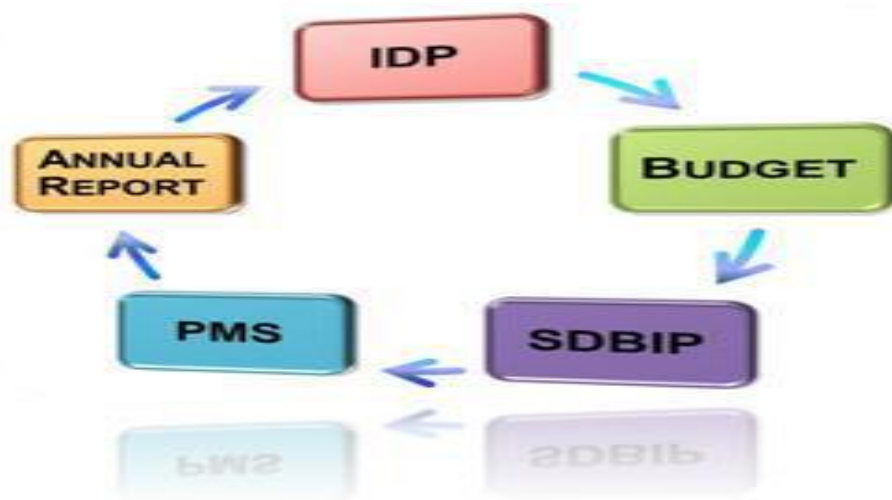 IDP
BUDGET
SDBIP
PMS
ANNUAL
REPORT